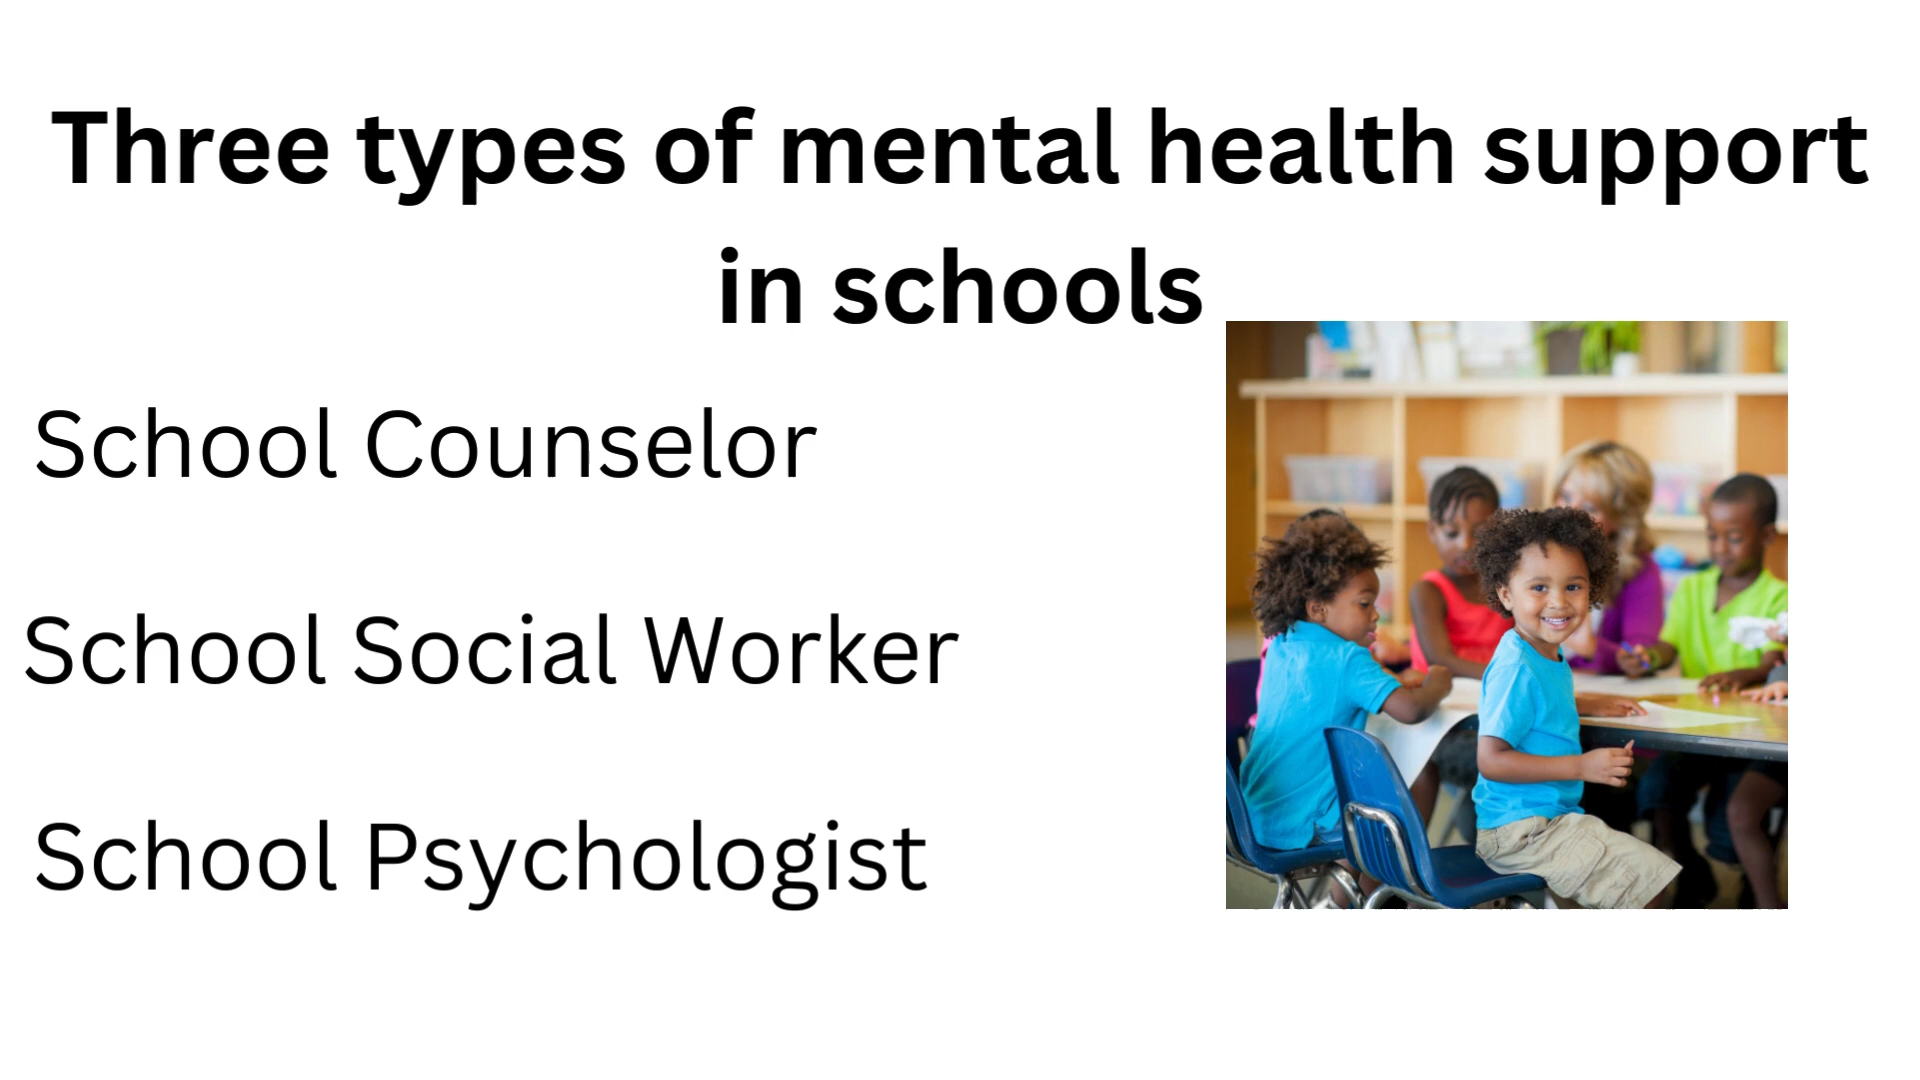 Three types of mental health support
in schools
School Counselor
School Social Worker
School Psychologist